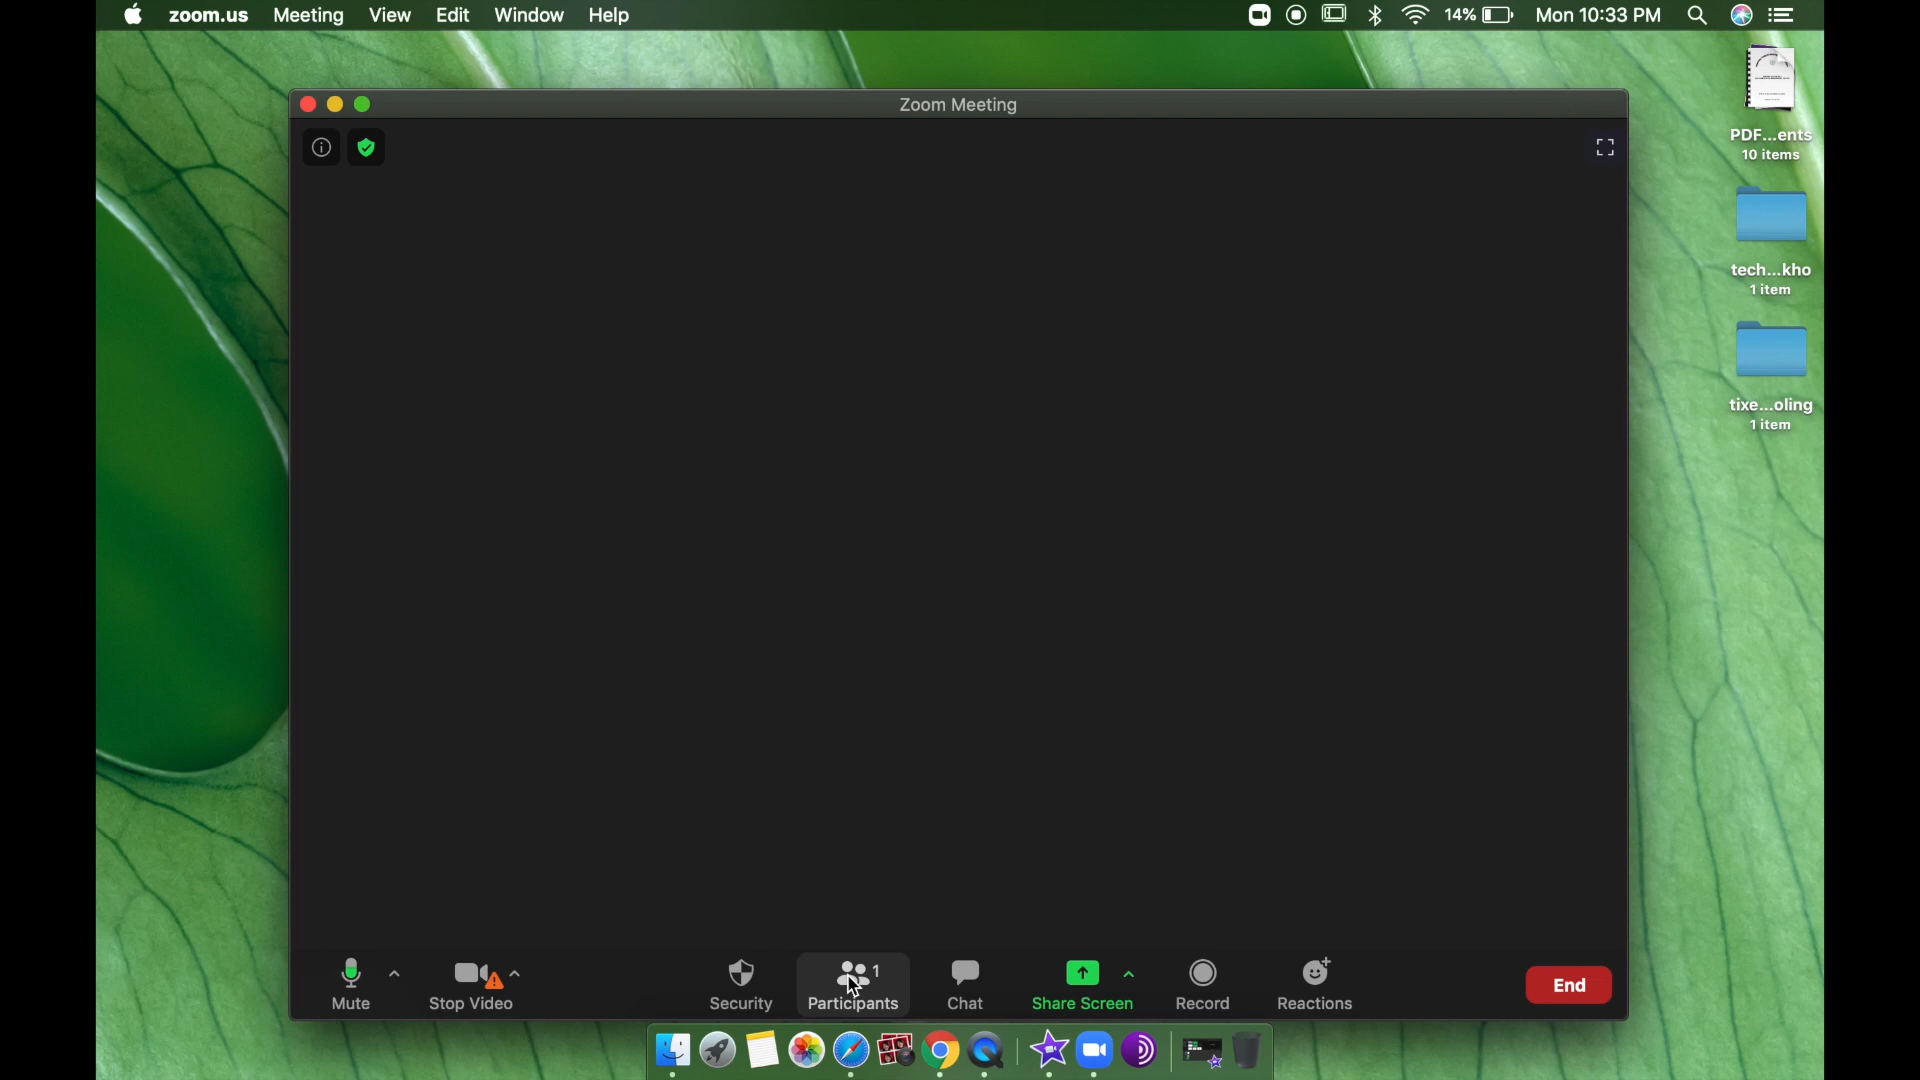 zoom.us Meeting View Edit Window Help 14% Mon 10:33 PM
Zoom Meeting
PDF...ents
10 items
tech...kho
1 item
tixe...oling
1 item
Mute
Stop Video
Security
1
Participants
Chat
Share Screen
Record
Reactions
End